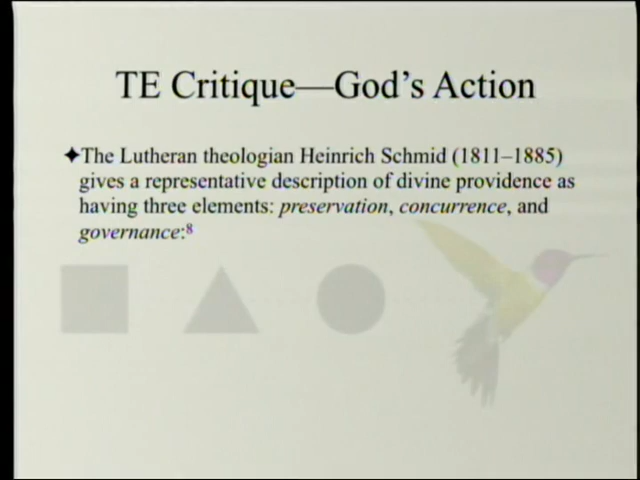 TE Critique—God's Action
✦The Lutheran theologian Heinrich Schmid (1811–1885)
gives a representative description of divine providence as
having three elements: preservation, concurrence, and
governance:8